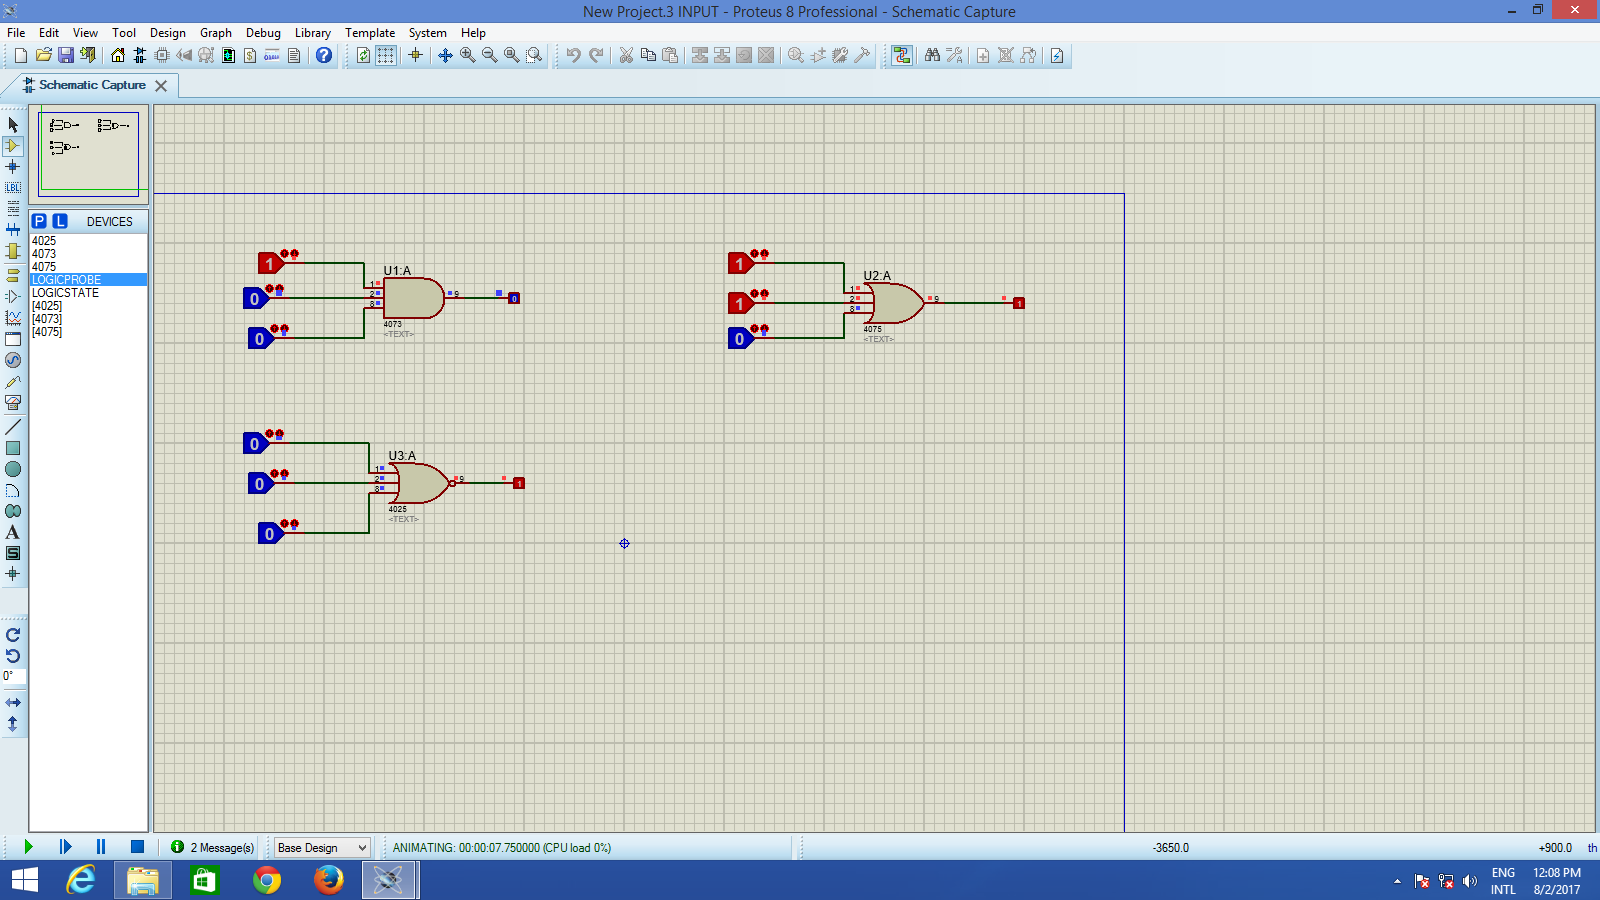 New Project.3 INPUT - Proteus 8 Professional - Schematic Capture
File Edit View Tool Design Graph Debug Library Template System Help
Schematic Capture
P L DEVICES
4025
4073
4075
LOGICPROBE
LOGICSTATE
[4025]
[4073]
[4075]
LBL
A
S
0°
1
0
0
U1:A
1
2
8
9
4073
<TEXT>
0
1
1
0
U2:A
1
2
8
9
4075
<TEXT>
1
0
0
0
U3:A
1
2
8
9
4025
<TEXT>
1
2 Message(s) Base Design ANIMATING: 00:00:07.750000 (CPU load 0%) -3650.0 +900.0 th
ENG 12:08 PM
INTL 8/2/2017